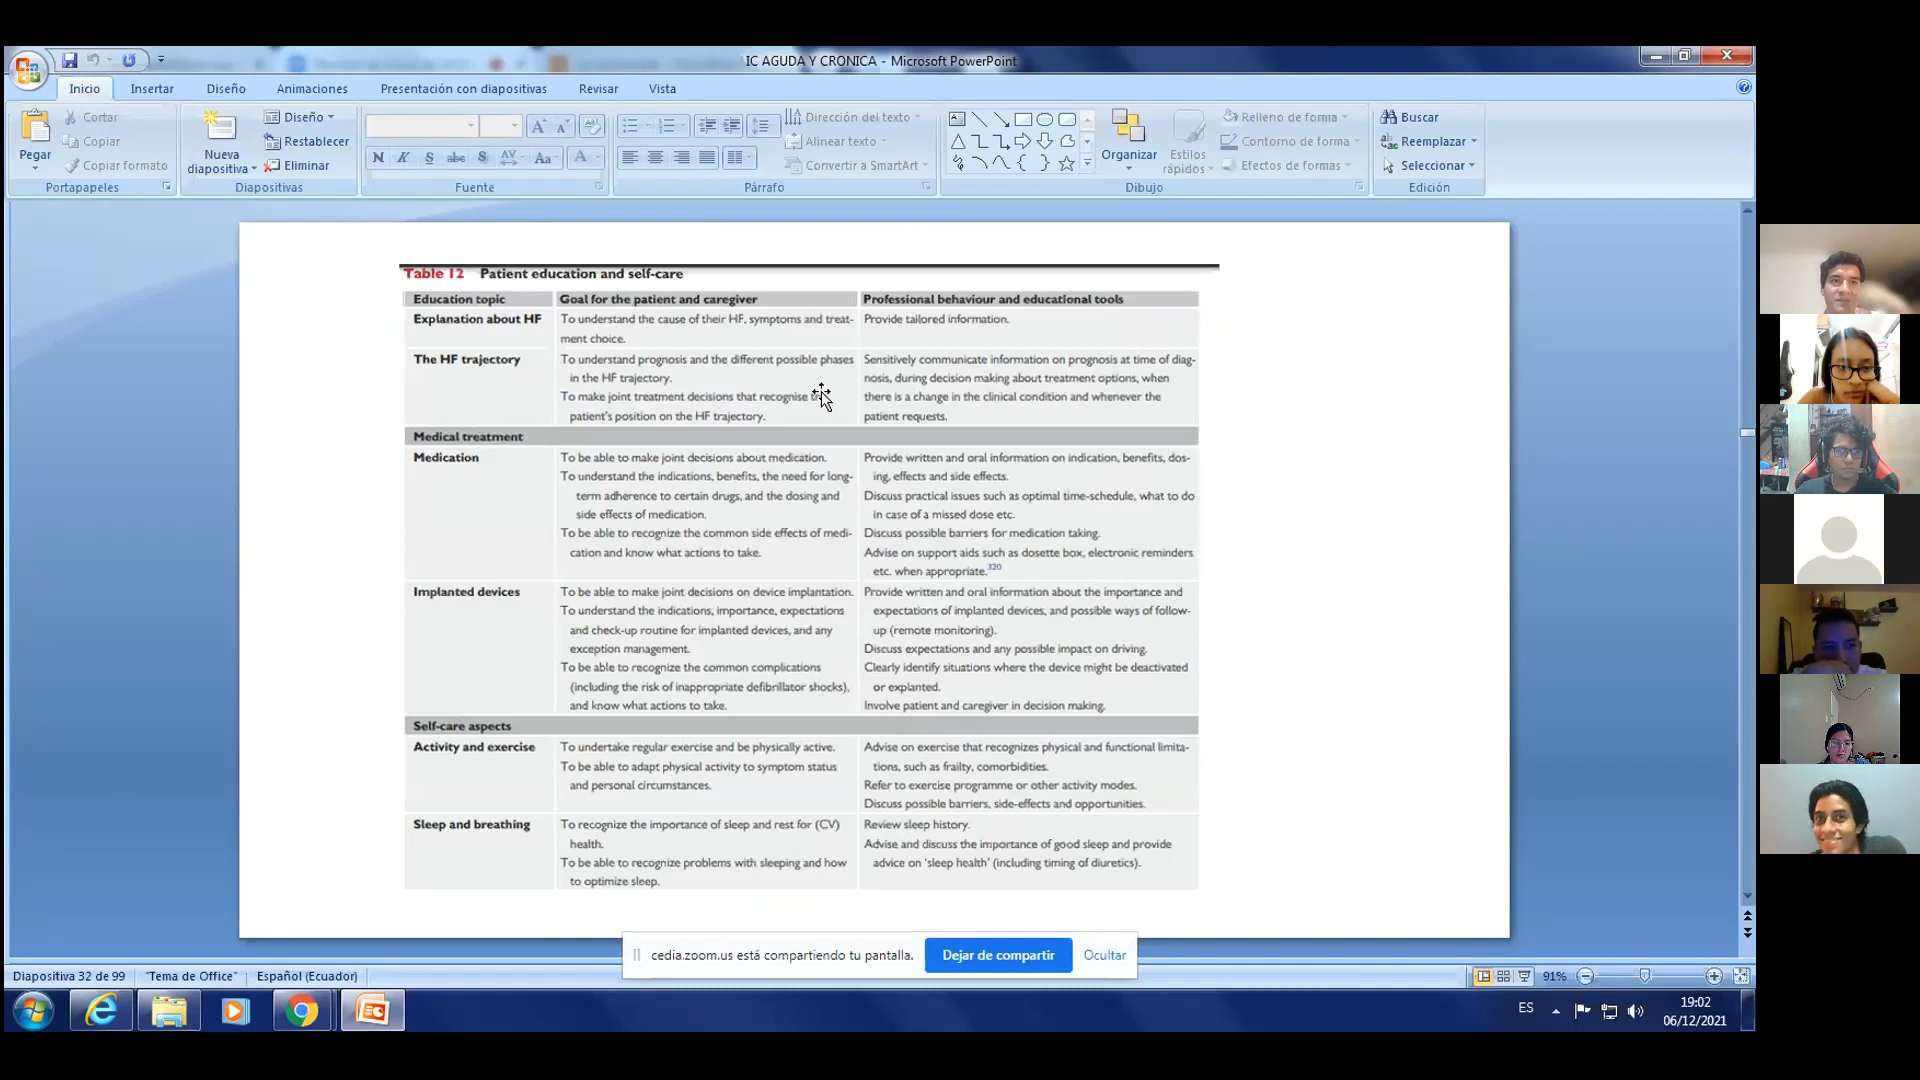 IC AGUDA Y CRONICA - Microsoft PowerPoint
Inicio Insertar Diseño Animaciones Presentación con diapositivas Revisar Vista
Pegar
Cortar
Copiar
Copiar formato
Portapapeles
Nueva
diapositiva
Diseño
Restablecer
Eliminar
Diapositivas
N K S abc S AV Aa A
Fuente
Dirección del texto
Alinear texto
Convertir a SmartArt
Párrafo
Organizar
Estilos
rápidos
Relleno de forma
Contorno de forma
Efectos de formas
Dibujo
Buscar
Reemplazar
Seleccionar
Edición
Table 12 Patient education and self-care
Education topic Goal for the patient and caregiver Professional behaviour and educational tools
Explanation about HF
To understand the cause of their HF, symptoms and treat-
ment choice.
Provide tailored information.
The HF trajectory
To understand prognosis and the different possible phases
in the HF trajectory.
To make joint treatment decisions that recognise
patient's position on the HF trajectory.
Sensitively communicate information on prognosis at time of diag-
nosis, during decision making about treatment options, when
there is a change in the clinical condition and whenever the
patient requests.
Medical treatment
Medication
To be able to make joint decisions about medication.
To understand the indications, benefits, the need for long-
term adherence to certain drugs, and the dosing and
side effects of medication.
To be able to recognize the common side effects of medi-
cation and know what actions to take.
Provide written and oral information on indication, benefits, dos-
ing, effects and side effects.
Discuss practical issues such as optimal time-schedule, what to do
in case of a missed dose etc.
Discuss possible barriers for medication taking.
Advise on support aids such as dosette box, electronic reminders
etc. when appropriate.320
Implanted devices
To be able to make joint decisions on device implantation.
To understand the indications, importance, expectations
and check-up routine for implanted devices, and any
exception management.
To be able to recognize the common complications
(including the risk of inappropriate defibrillator shocks),
and know what actions to take.
Provide written and oral information about the importance and
expectations of implanted devices, and possible ways of follow-
up (remote monitoring).
Discuss expectations and any possible impact on driving.
Clearly identify situations where the device might be deactivated
or explanted.
Involve patient and caregiver in decision making.
Self-care aspects
Activity and exercise
To undertake regular exercise and be physically active.
To be able to adapt physical activity to symptom status
and personal circumstances.
Advise on exercise that recognizes physical and functional limita-
tions, such as frailty, comorbidities.
Refer to exercise programme or other activity modes.
Discuss possible barriers, side-effects and opportunities.
Sleep and breathing
To recognize the importance of sleep and rest for (CV)
health.
To be able to recognize problems with sleeping and how
to optimize sleep.
Review sleep history.
Advise and discuss the importance of good sleep and provide
advice on 'sleep health' (including timing of diuretics).
cedia.zoom.us está compartiendo tu pantalla. Dejar de compartir Ocultar
Diapositiva 32 de 99 "Tema de Office" Español (Ecuador) 91%
ES
19:02
06/12/2021